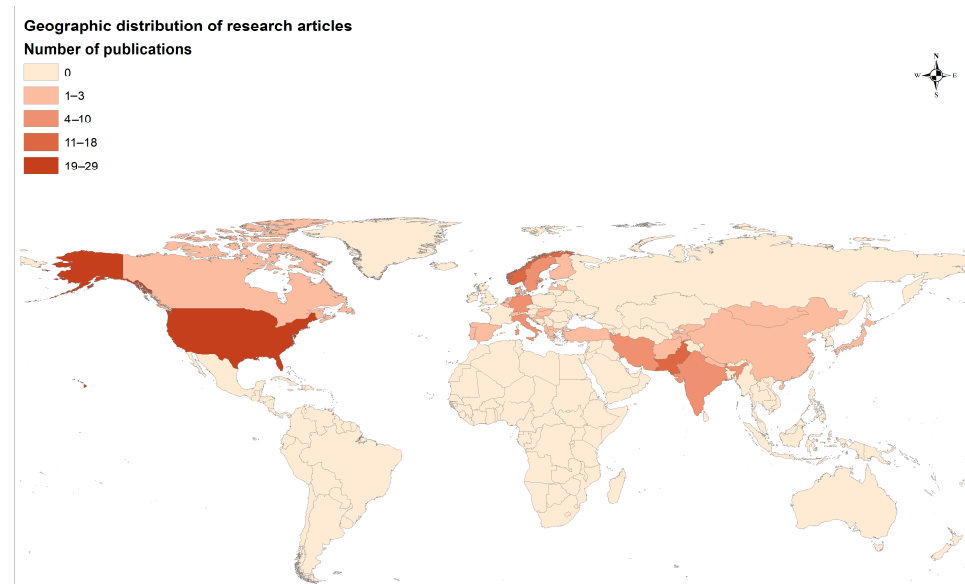 Geographic distribution of research articles
Number of publications
0
1–3
4–10
11–18
19–29
N
W E
S